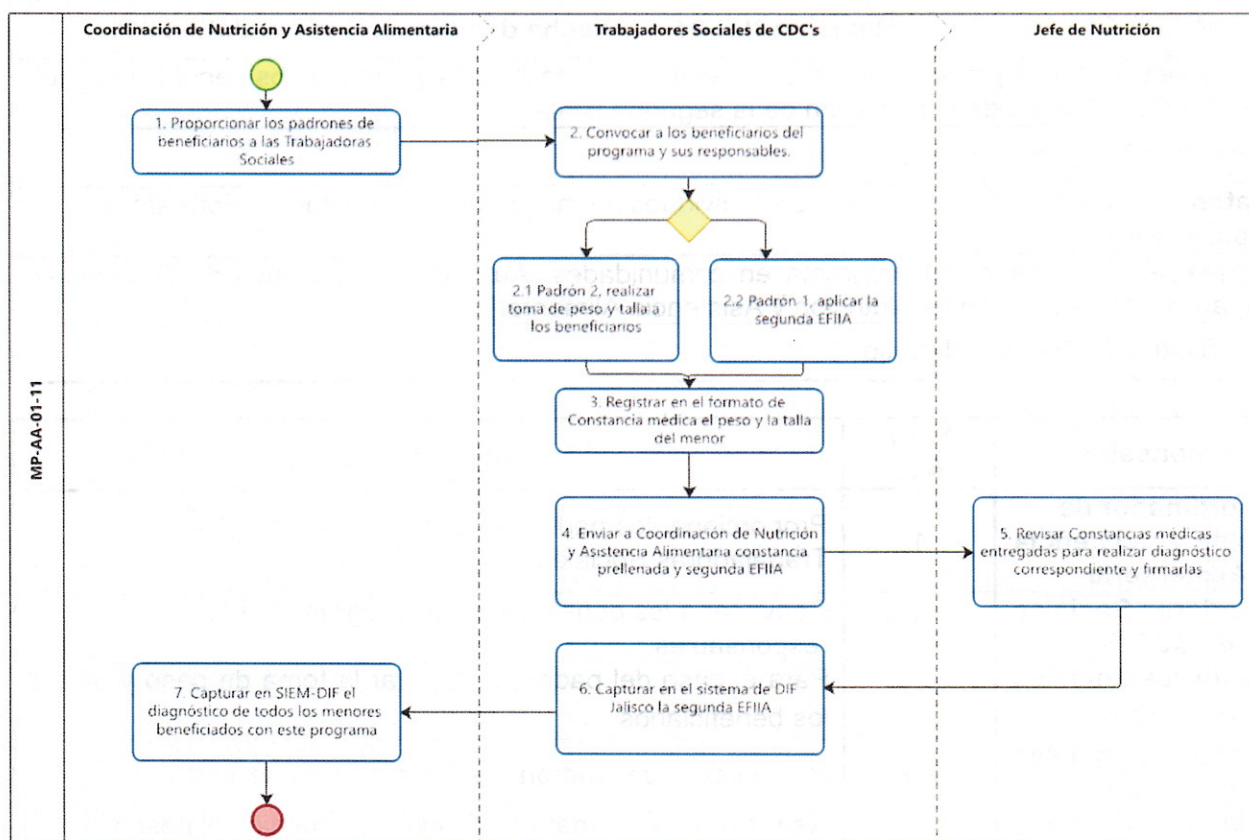 Coordinación de Nutrición y Asistencia Alimentaria
Trabajadores Sociales de CDC's
Jefe de Nutrición
MP-AA-01-11
1. Proporcionar los padrones de
beneficiarios a las Trabajadoras
Sociales
2. Convocar a los beneficiarios del
programa y sus responsables.
2.1 Padrón 2, realizar
toma de peso y talla a
los beneficiarios
2.2 Padrón 1, aplicar la
segunda EFIIA
3. Registrar en el formato de
Constancia médica el peso y la talla
del menor
4. Enviar a Coordinación de Nutrición
y Asistencia Alimentaria constancia
prellenada y segunda EFIIA
5. Revisar Constancias médicas
entregadas para realizar diagnóstico
correspondiente y firmarlas
6. Capturar en el sistema de DIF
Jalisco la segunda EFIIA
7. Capturar en SIEM-DIF el
diagnóstico de todos los menores
beneficiados con este programa